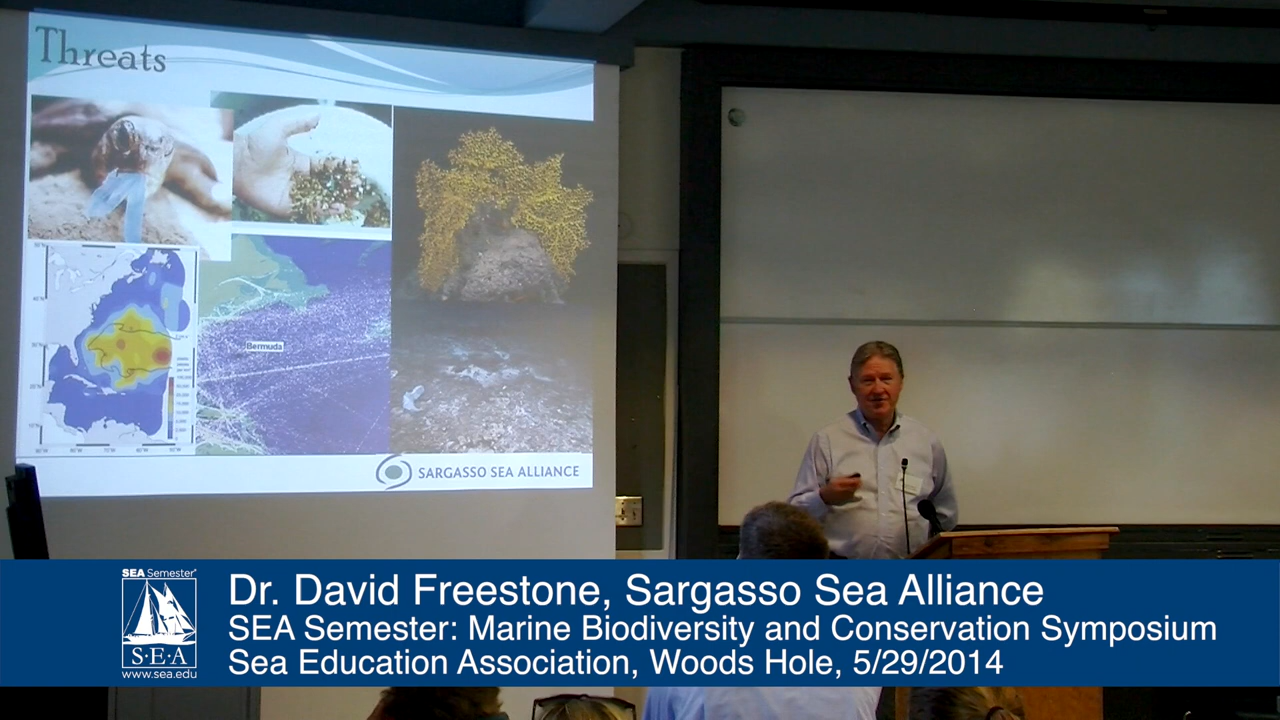 Threats
Bermuda
SARGASSO SEA ALLIANCE
SEA Semester®
S·E·A
www.sea.edu
Dr. David Freestone, Sargasso Sea Alliance
SEA Semester: Marine Biodiversity and Conservation Symposium
Sea Education Association, Woods Hole, 5/29/2014